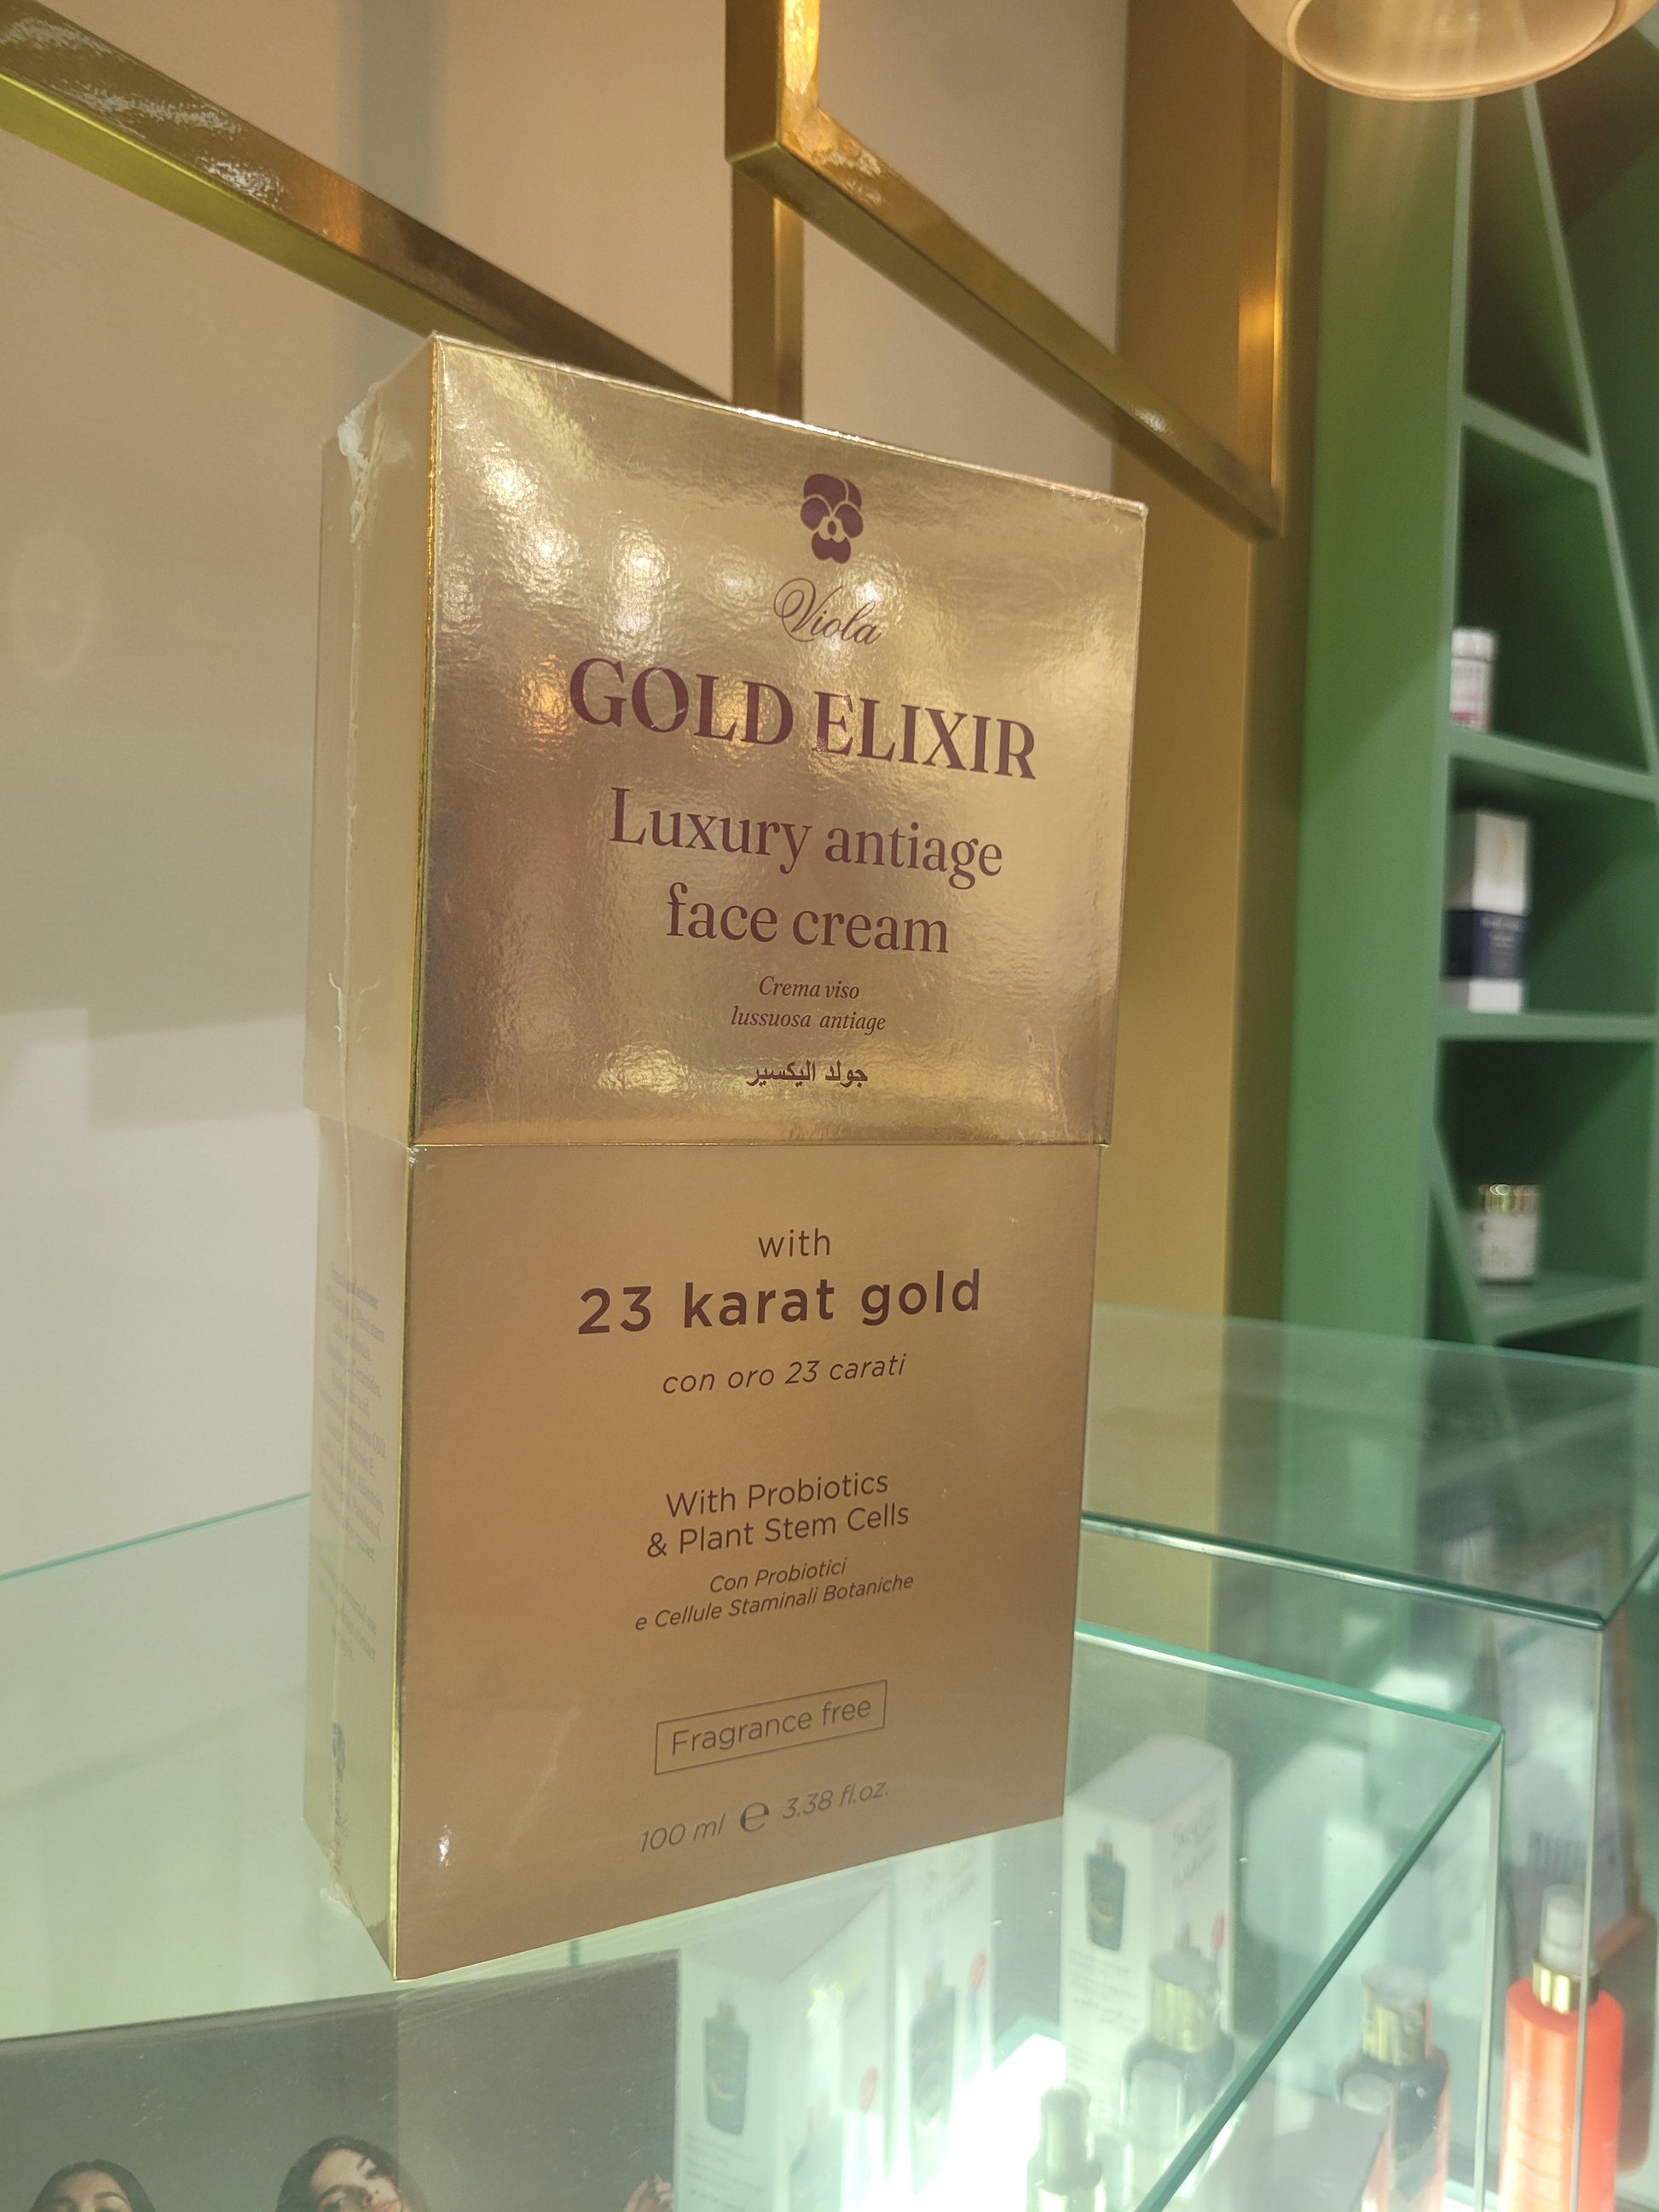 Viola
GOLD ELIXIR
Luxury antiage
face cream
Crema viso
lussuosa antiage
جولد اليكسير
with
23 karat gold
con oro 23 carati
With Probiotics
& Plant Stem Cells
Con Probiotici
e Cellule Staminali Botaniche
Fragrance free
100 ml ℮ 3.38 fl.oz.